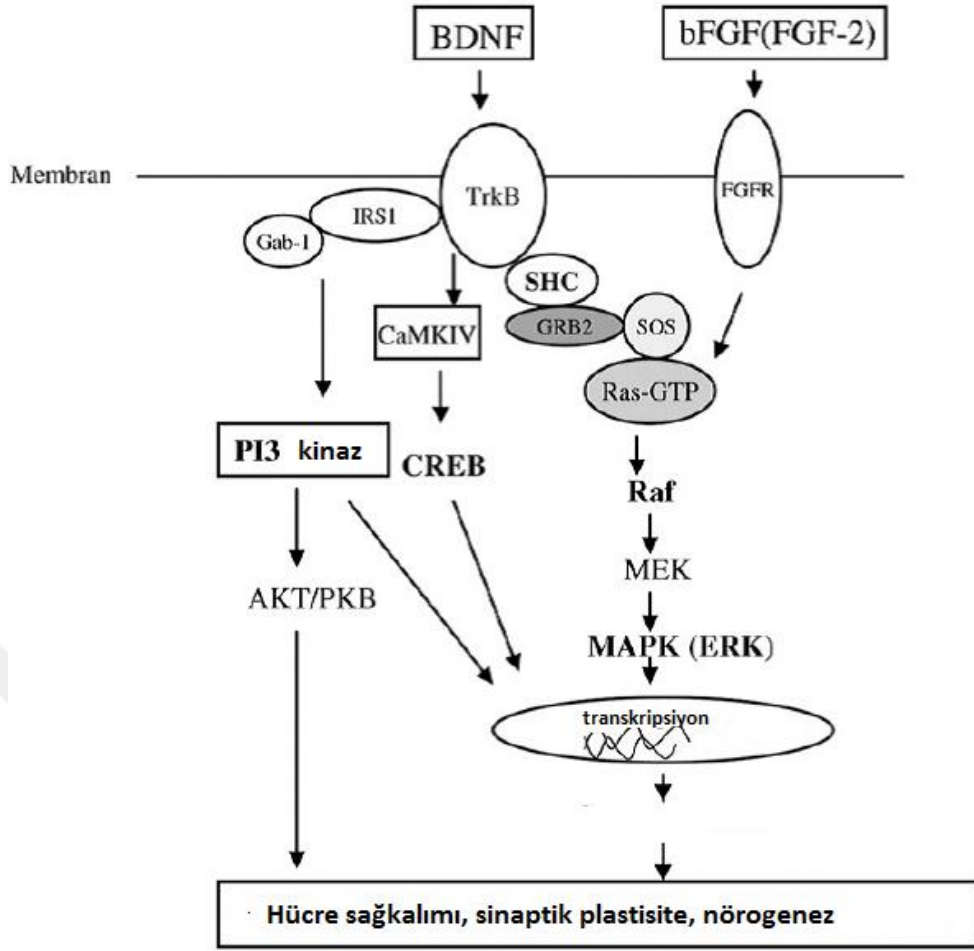 BDNF
bFGF(FGF-2)
Membran
TrkB
FGFR
IRS1
Gab-1
SHC
GRB2
SOS
CaMKIV
Ras-GTP
PI3 kinaz
CREB
Raf
MEK
AKT/PKB
MAPK (ERK)
transkripsiyon
Hücre sağkalımı, sinaptik plastisite, nörogenez